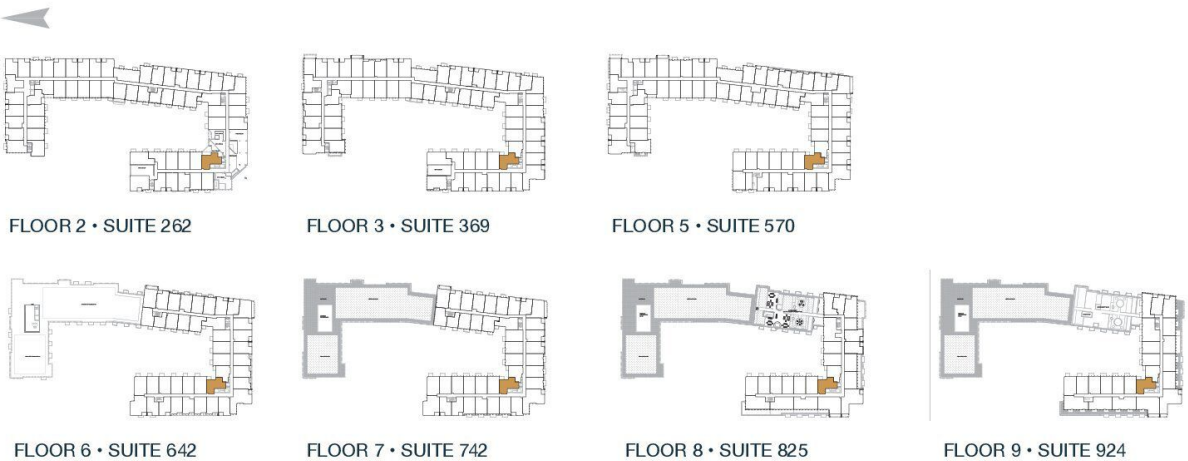 FLOOR 2 • SUITE 262
FLOOR 3 • SUITE 369
FLOOR 5 • SUITE 570
FLOOR 6 • SUITE 642
FLOOR 7 • SUITE 742
FLOOR 8 • SUITE 825
FLOOR 9 • SUITE 924